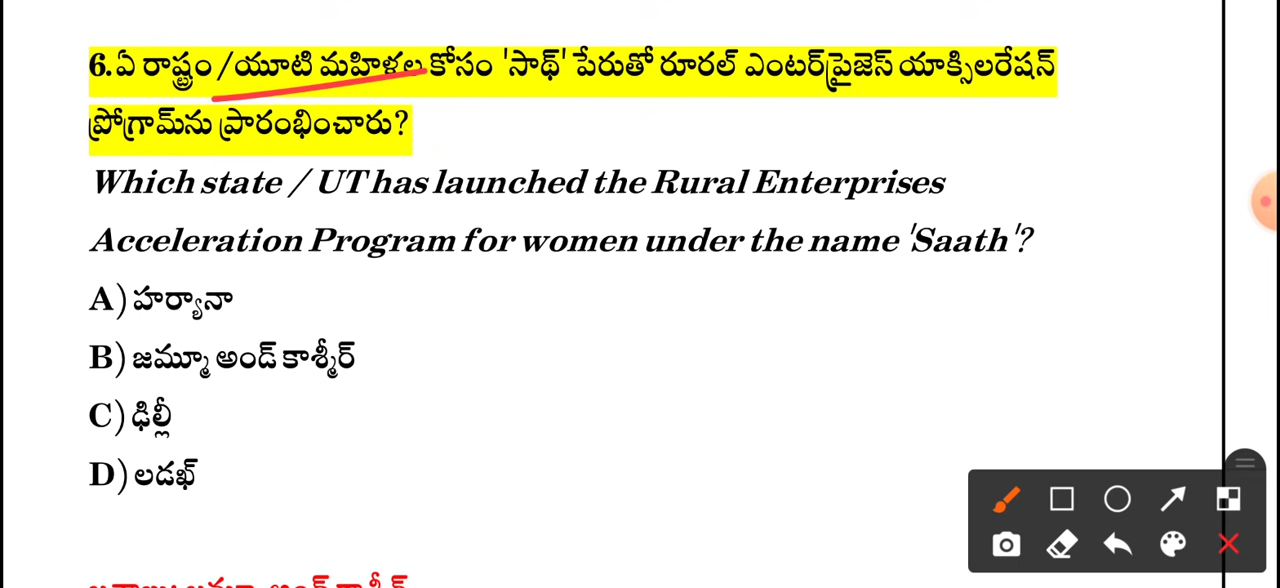 6.ఏ రాష్ట్రం /యూటి మహిళల కోసం 'సాథ్' పేరుతో రూరల్ ఎంటర్‌ప్రైజెస్ యాక్సిలరేషన్
ప్రోగ్రామ్‌ను ప్రారంభించారు?
Which state / UT has launched the Rural Enterprises
Acceleration Program for women under the name 'Saath'?
A) హర్యానా
B) జమ్మూ అండ్ కాశ్మీర్
C) ఢిల్లీ
D) లడఖ్